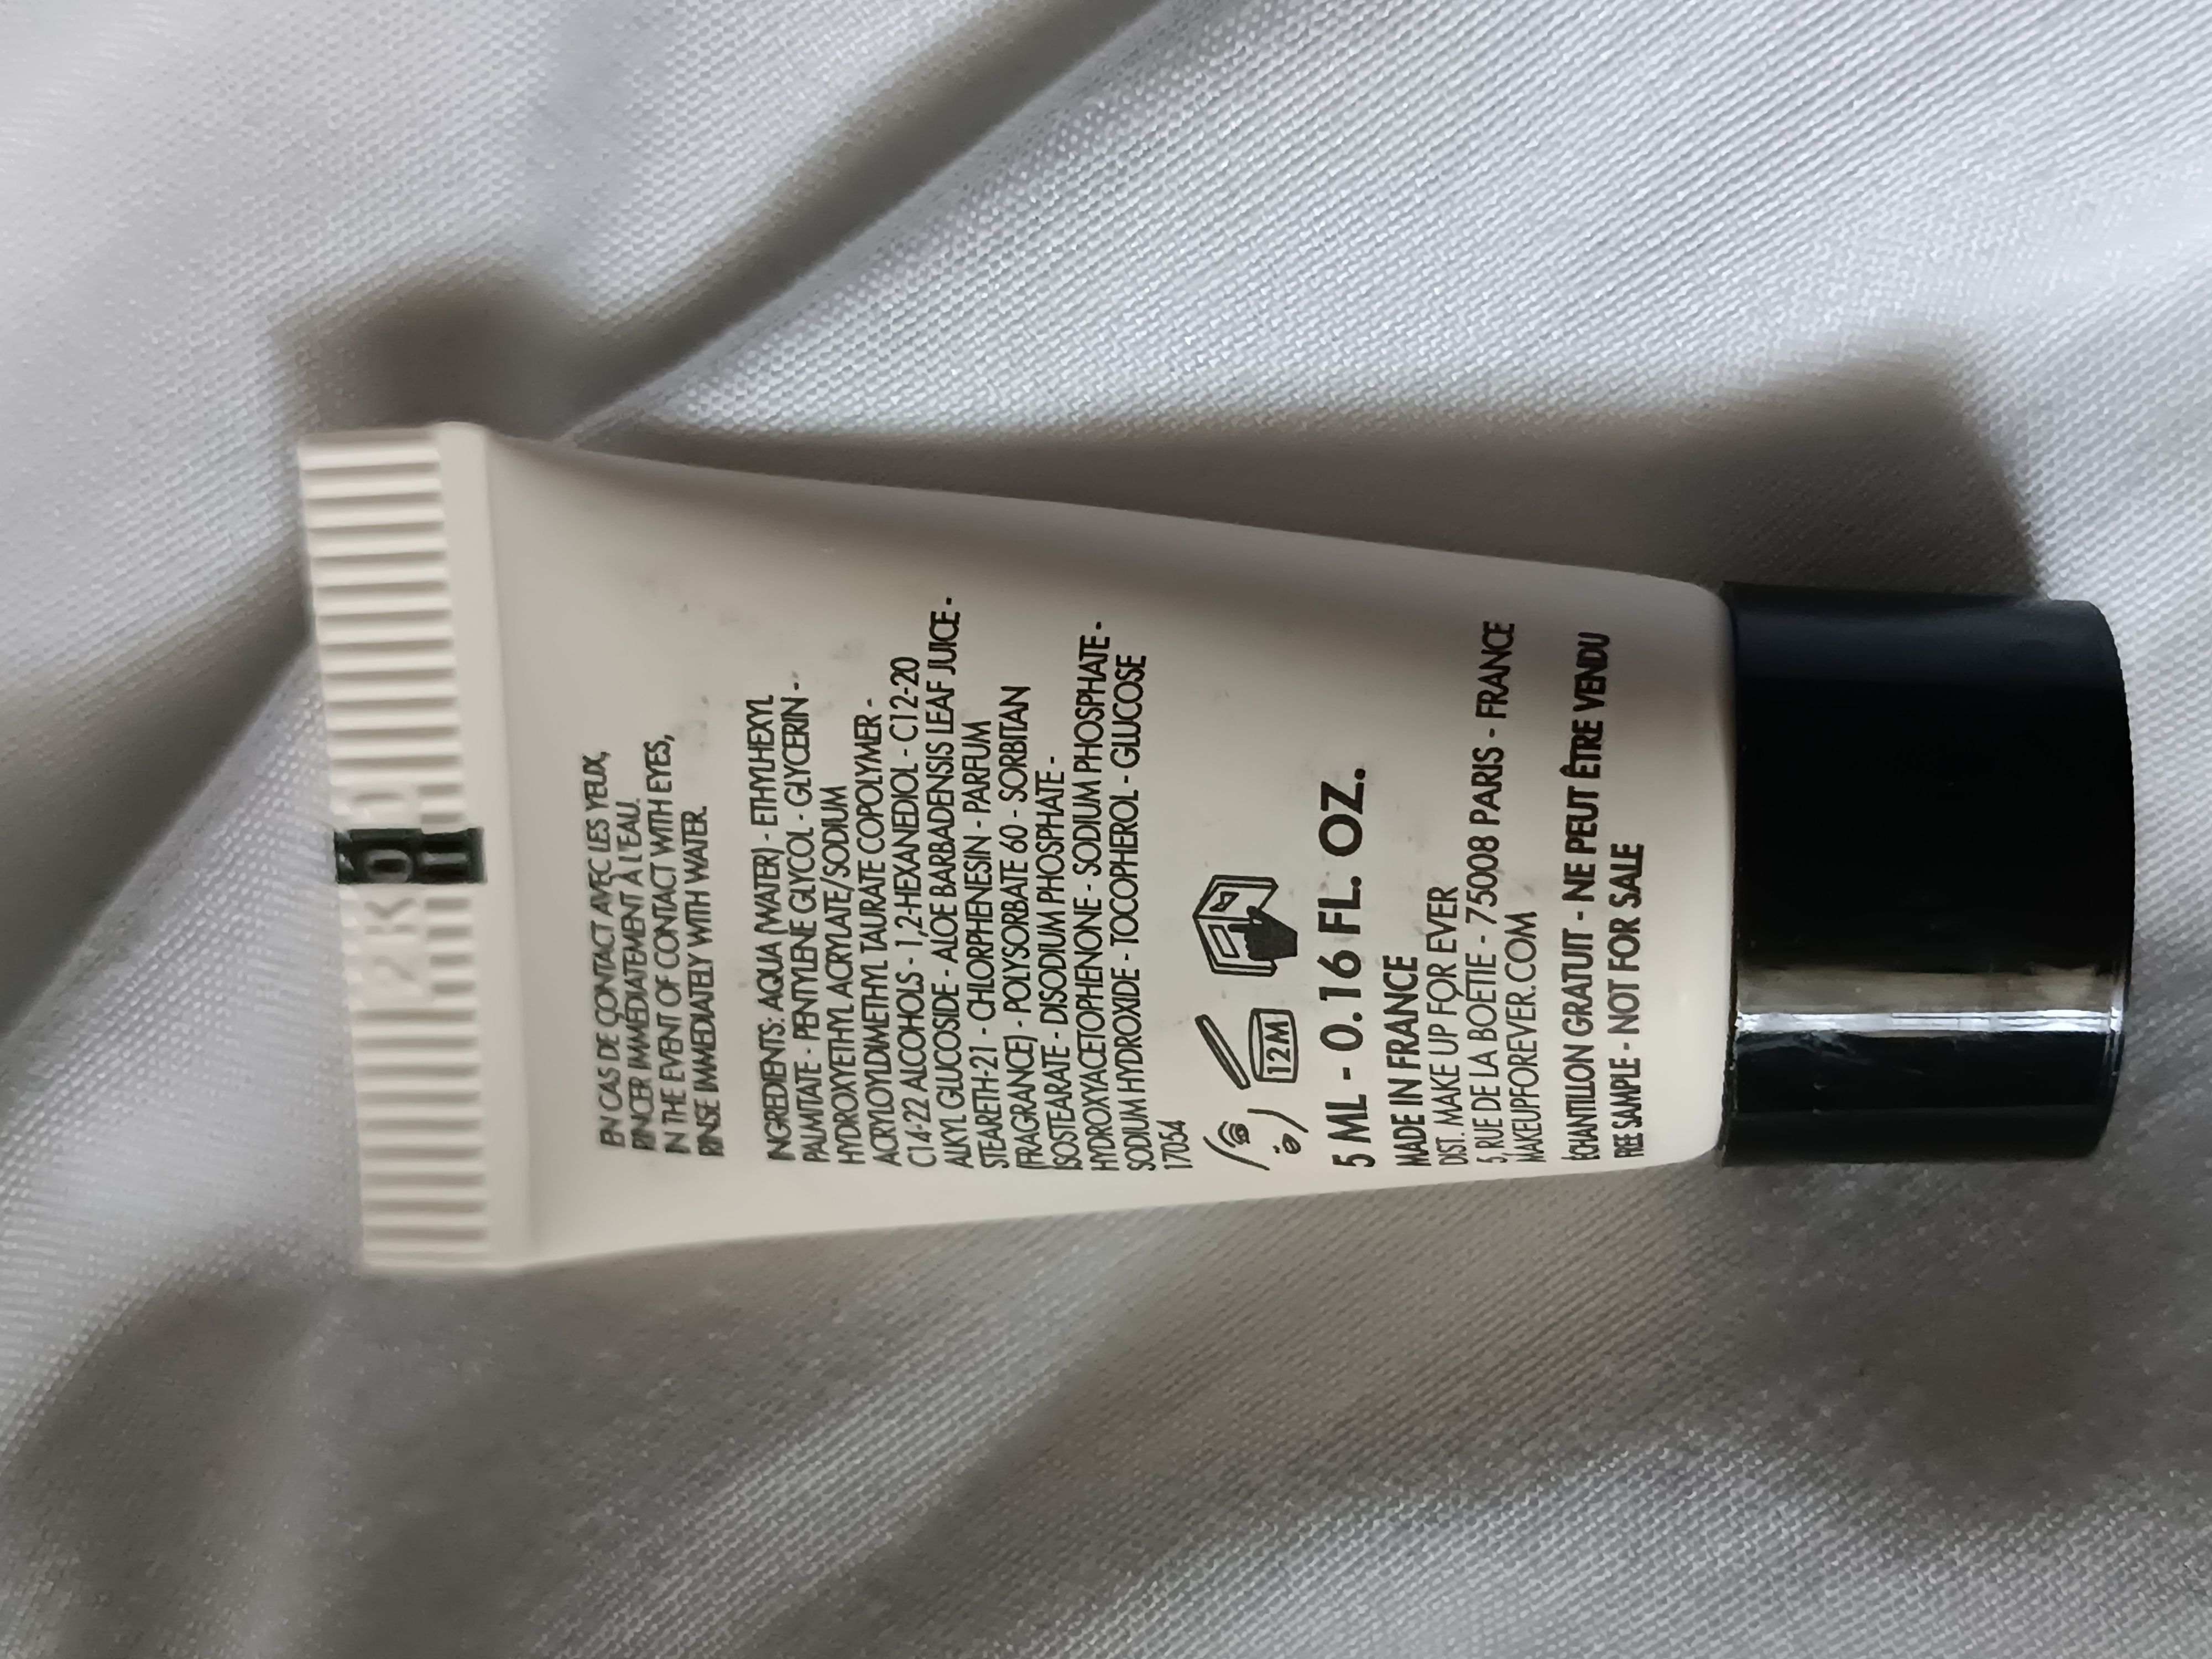 EN CAS DE CONTACT AVEC LES YEUX,
RINCER IMMÉDIATEMENT À L'EAU.
IN THE EVENT OF CONTACT WITH EYES,
RINSE IMMEDIATELY WITH WATER.
INGREDIENTS: AQUA (WATER) - ETHYLHEXYL
PALMITATE - PENTYLENE GLYCOL - GLYCERIN -
HYDROXYETHYL ACRYLATE/SODIUM
ACRYLOYLDIMETHYL TAURATE COPOLYMER -
C14-22 ALCOHOLS - 1,2-HEXANEDIOL - C12-20
ALKYL GLUCOSIDE - ALOE BARBADENSIS LEAF JUICE -
STEARETH-21 - CHLORPHENESIN - PARFUM
(FRAGRANCE) - POLYSORBATE 60 - SORBITAN
ISOSTEARATE - DISODIUM PHOSPHATE -
HYDROXYACETOPHENONE - SODIUM PHOSPHATE -
SODIUM HYDROXIDE - TOCOPHEROL - GLUCOSE
17054
12M
5 ML - 0.16 FL. OZ.
MADE IN FRANCE
DIST. MAKE UP FOR EVER
5, RUE DE LA BOÉTIE - 75008 PARIS - FRANCE
MAKEUPFOREVER.COM
ÉCHANTILLON GRATUIT - NE PEUT ÊTRE VENDU
FREE SAMPLE - NOT FOR SALE